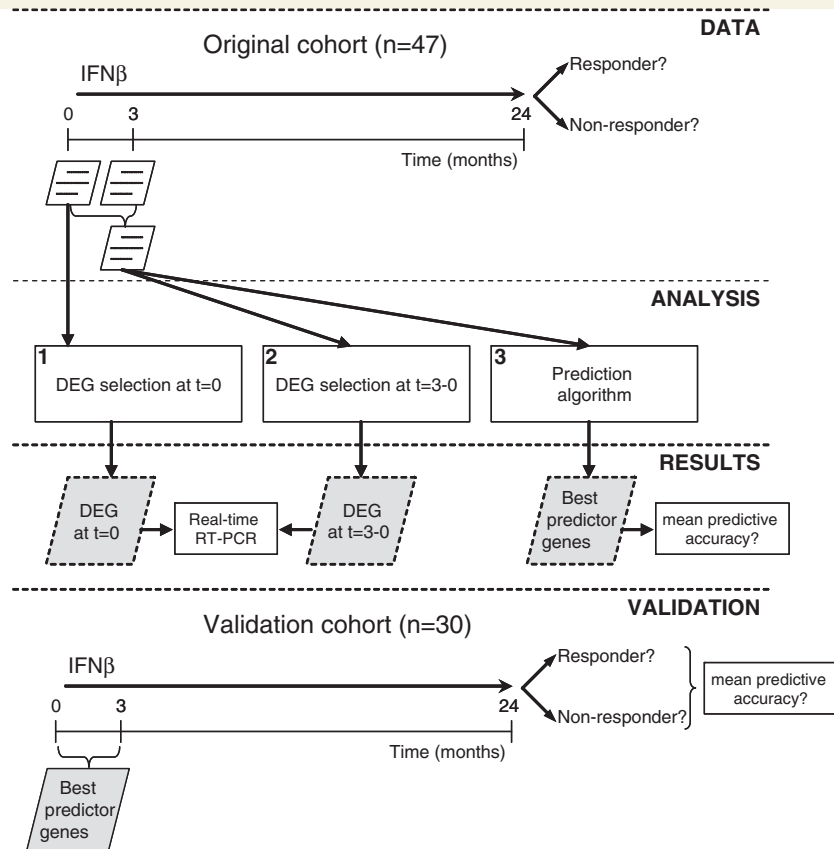 DATA
Original cohort (n=47)
IFNβ
Responder?
0 3 24
Non-responder?
Time (months)
ANALYSIS
1
DEG selection at t=0
2
DEG selection at t=3-0
3
Prediction
algorithm
RESULTS
DEG
at t=0
Real-time
RT-PCR
DEG
at t=3-0
Best
predictor
genes
mean predictive
accuracy?
VALIDATION
Validation cohort (n=30)
IFNβ
Responder?
0 3 24
Non-responder?
mean predictive
accuracy?
Time (months)
Best
predictor
genes